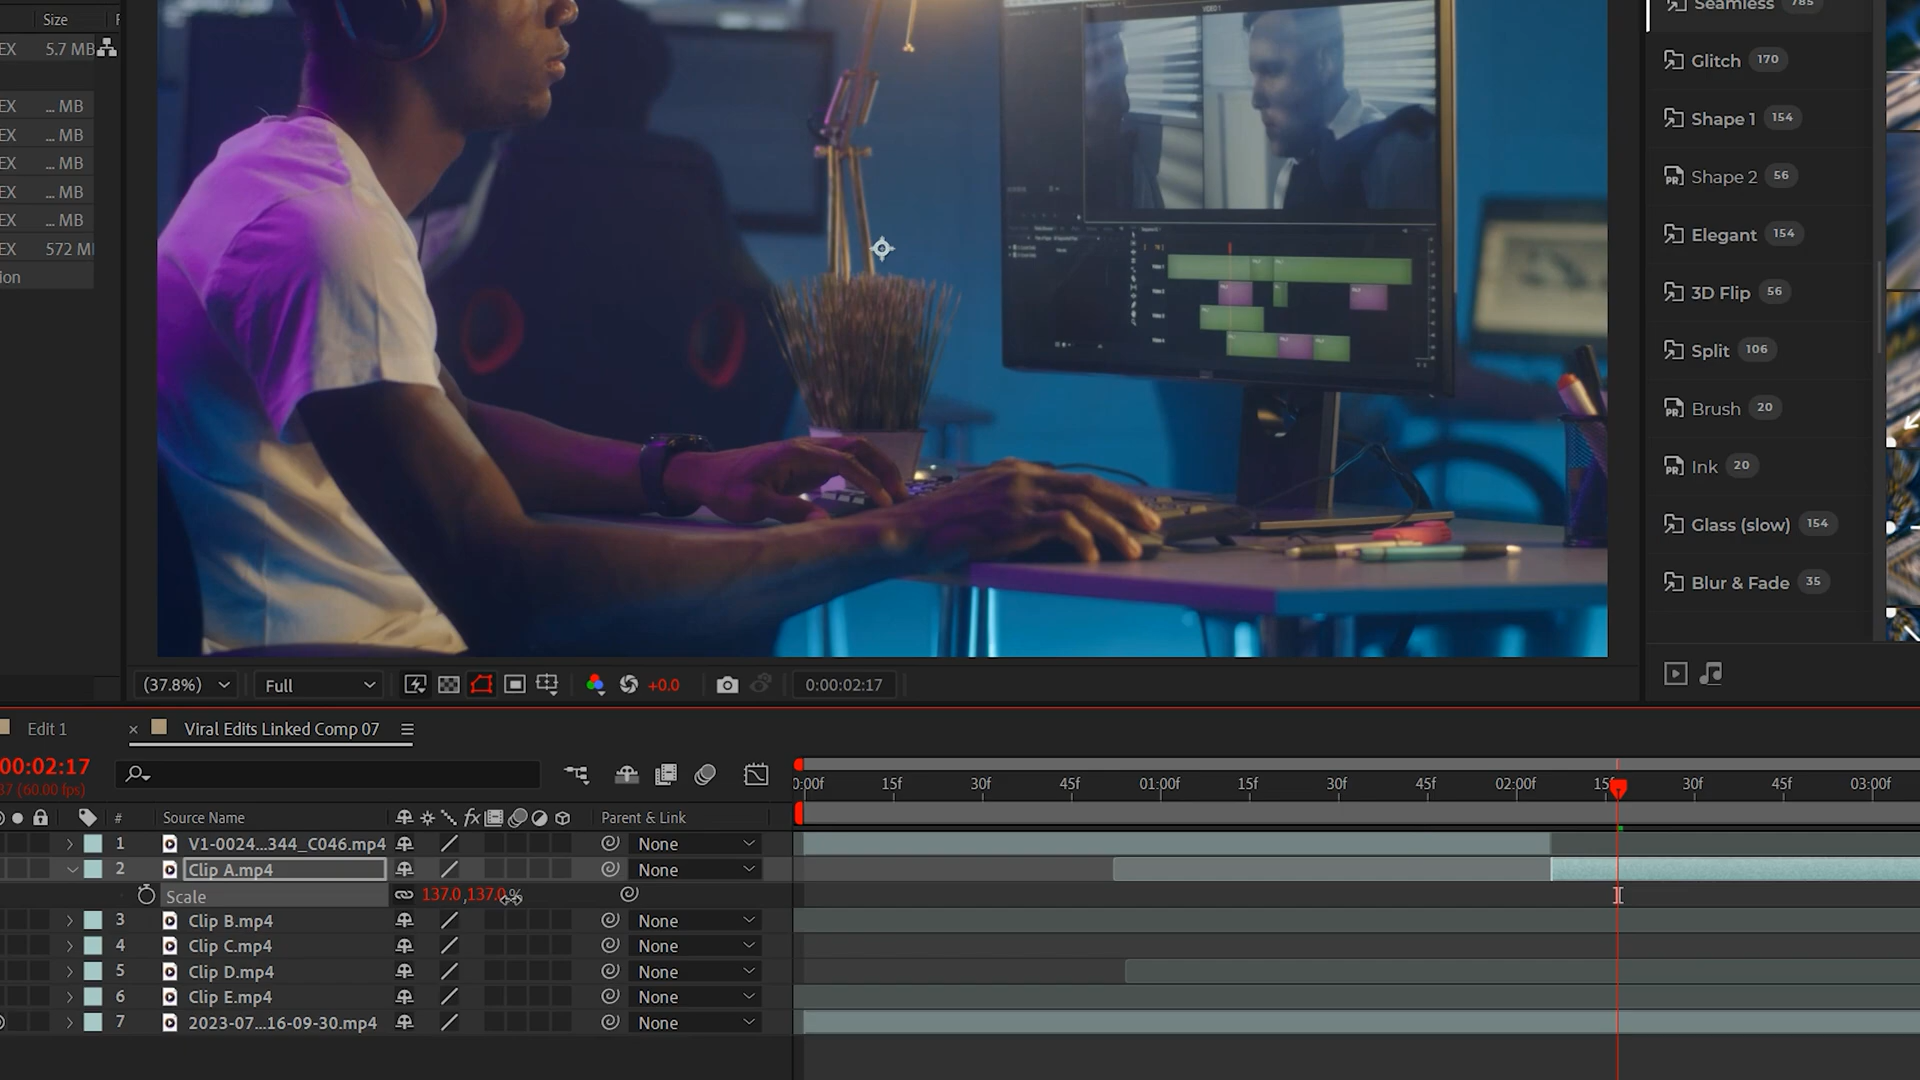 Size
EX 5.7 MB
EX ... MB
EX ... MB
EX ... MB
EX ... MB
EX ... MB
EX 572 M
ion
VIDEO 1
Seamless 785
Glitch 170
Shape 1 154
Shape 2 56
Elegant 154
3D Flip 56
Split 106
Brush 20
Ink 20
Glass (slow) 154
Blur & Fade 35
(37.8%) Full +0.0 0:00:02:17
Edit 1 × Viral Edits Linked Comp 07
00:02:17
37 (60.00 fps)
0:00f 15f 30f 45f 01:00f 15f 30f 45f 02:00f 15f 30f 45f 03:00f
# Source Name fx Parent & Link
1 V1-0024...344_C046.mp4 None
2 Clip A.mp4 None
Scale 137.0,137.0 %
3 Clip B.mp4 None
4 Clip C.mp4 None
5 Clip D.mp4 None
6 Clip E.mp4 None
7 2023-07...16-09-30.mp4 None